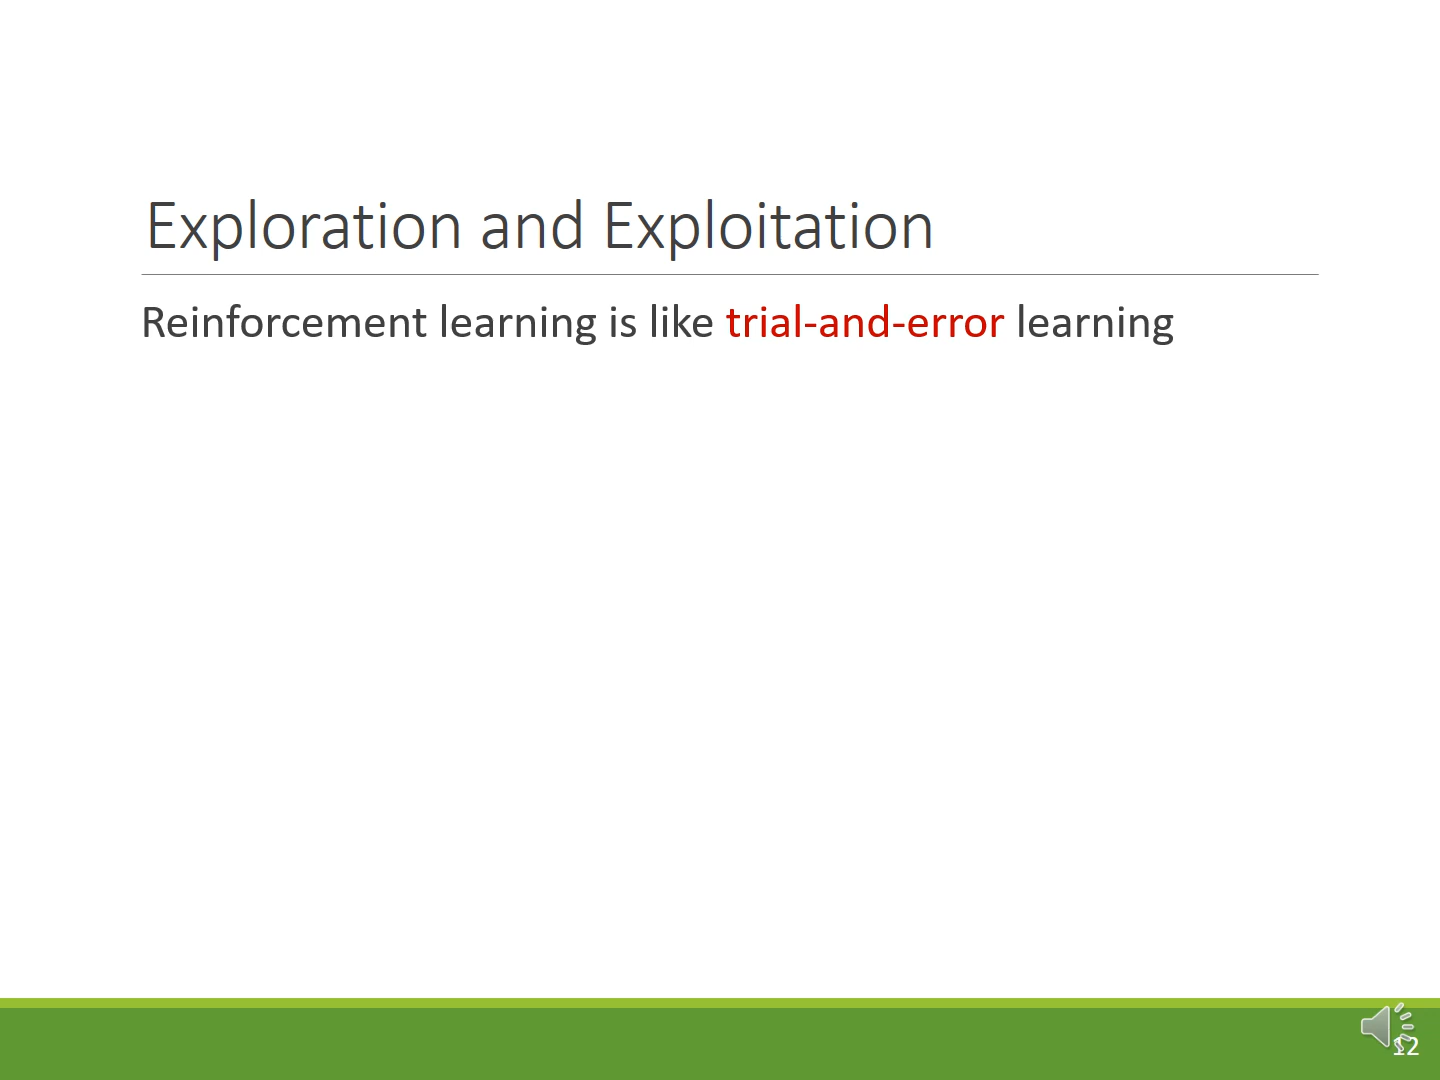 Exploration and Exploitation
Reinforcement learning is like trial-and-error learning
12